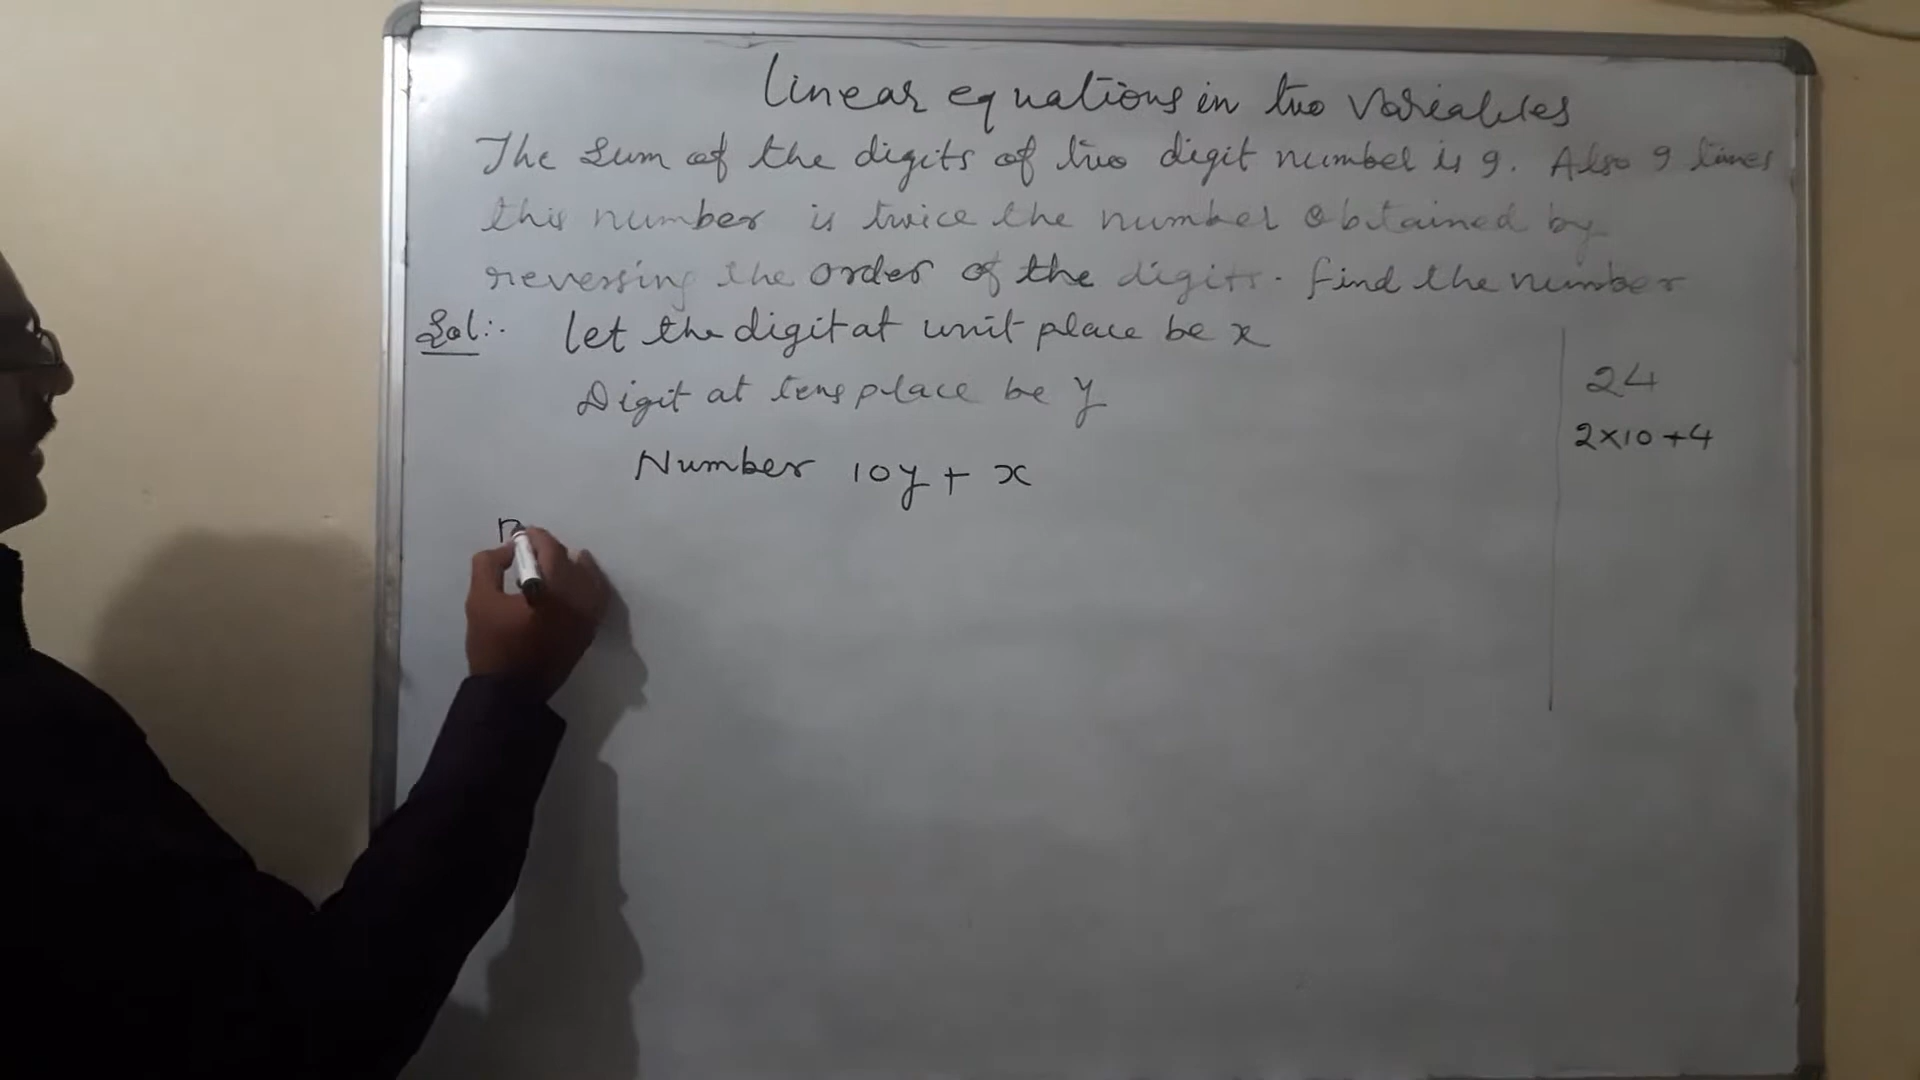 Linear equations in two variables
The Sum of the digits of two digit number is 9. Also 9 times
this number is twice the number obtained by
reversing the order of the digits. find the number
Sol:. let the digit at unit place be x
Digit at tens place be y
Number 10y + x
24
2×10+4